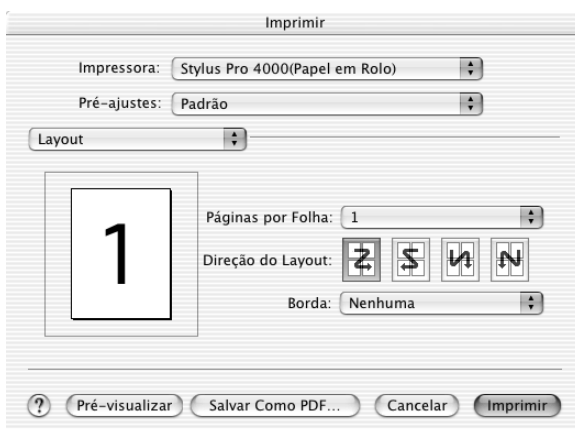 Imprimir
Impressora: Stylus Pro 4000(Papel em Rolo)
Pré-ajustes: Padrão
Layout
1
Páginas por Folha: 1
Direção do Layout:
Borda: Nenhuma
? Pré-visualizar Salvar Como PDF... Cancelar Imprimir